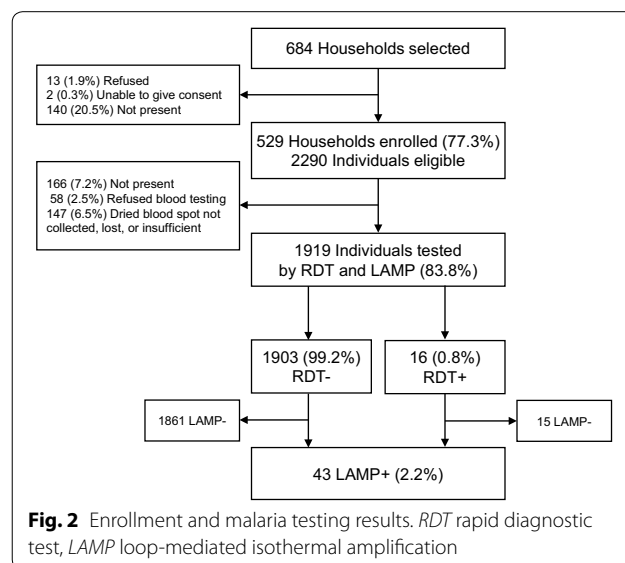 684 Households selected
13 (1.9%) Refused
2 (0.3%) Unable to give consent
140 (20.5%) Not present
529 Households enrolled (77.3%)
2290 Individuals eligible
166 (7.2%) Not present
58 (2.5%) Refused blood testing
147 (6.5%) Dried blood spot not
collected, lost, or insufficient
1919 Individuals tested
by RDT and LAMP (83.8%)
1903 (99.2%)
RDT-
16 (0.8%)
RDT+
1861 LAMP-
15 LAMP-
43 LAMP+ (2.2%)
Fig. 2 Enrollment and malaria testing results. RDT rapid diagnostic
test, LAMP loop-mediated isothermal amplification